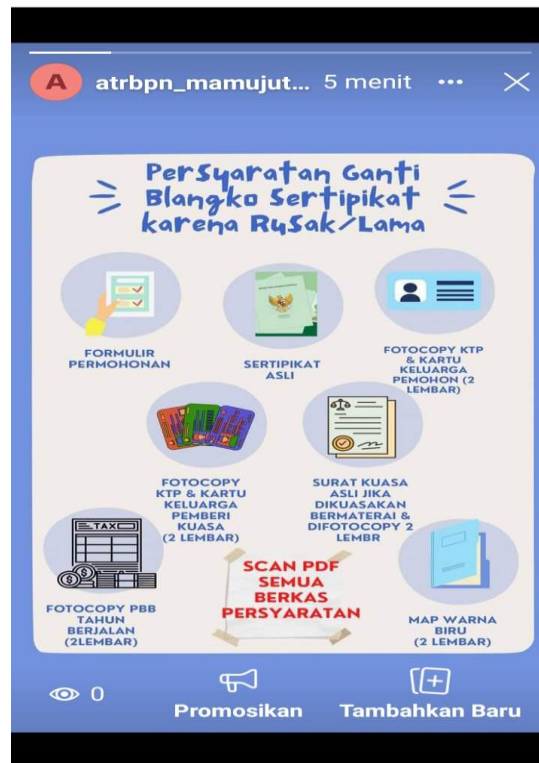 A atrbpn_mamujut... 5 menit
Persyaratan Ganti
Blangko Sertipikat
karena Rusak/Lama
FORMULIR
PERMOHONAN
SERTIPIKAT
ASLI
FOTOCOPY KTP
& KARTU
KELUARGA
PEMOHON (2
LEMBAR)
FOTOCOPY
KTP & KARTU
KELUARGA
PEMBERI
KUASA
(2 LEMBAR)
SURAT KUASA
ASLI JIKA
DIKUASAKAN
BERMATERAI &
DIFOTOCOPY 2
LEMBR
TAX
FOTOCOPY PBB
TAHUN
BERJALAN
(2LEMBAR)
SCAN PDF
SEMUA
BERKAS
PERSYARATAN
MAP WARNA
BIRU
(2 LEMBAR)
0
Promosikan
Tambahkan Baru